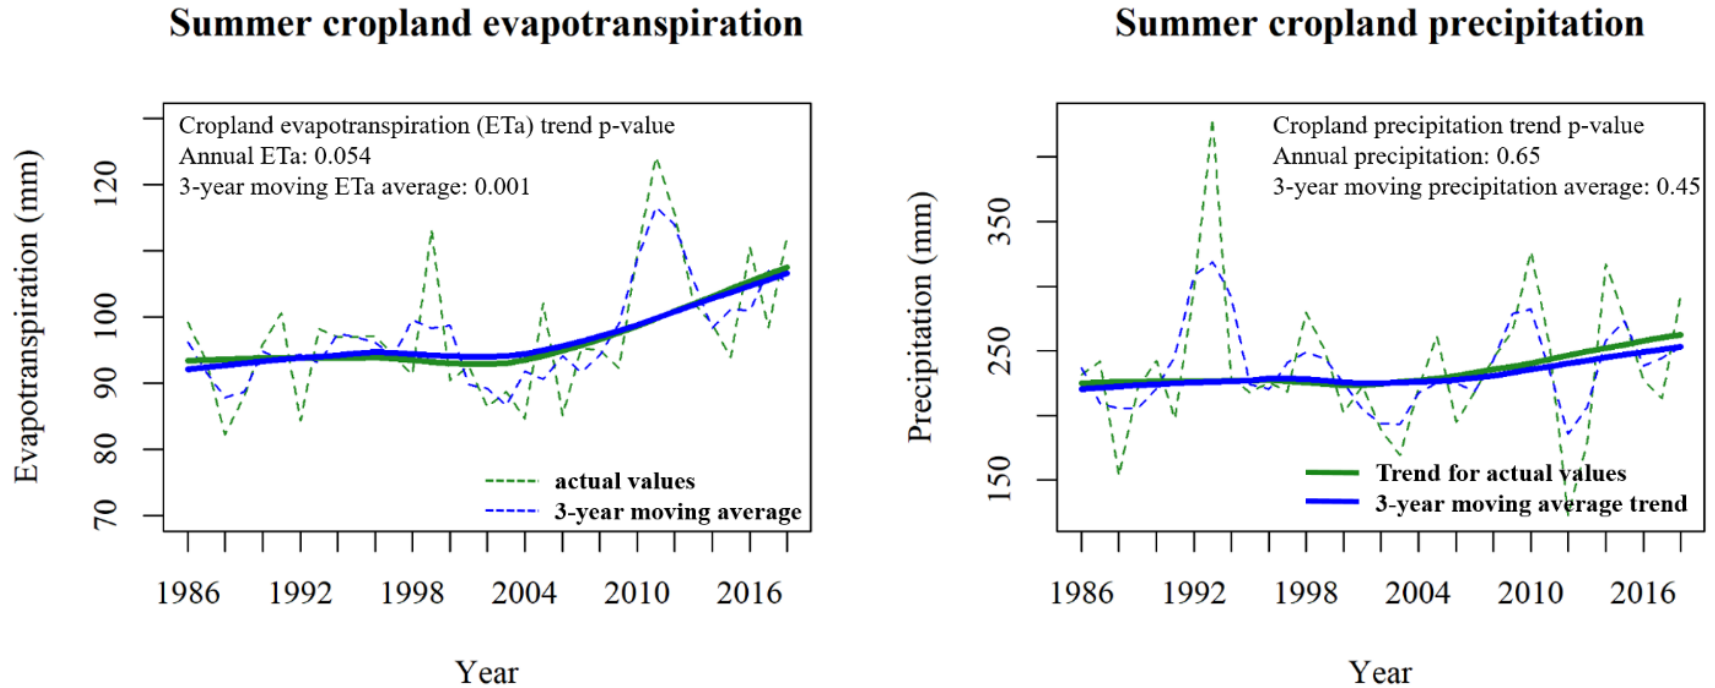 Summer cropland evapotranspiration
Cropland evapotranspiration (ETa) trend p-value
Annual ETa: 0.054
3-year moving ETa average: 0.001
Evapotranspiration (mm)
120
100
90
80
70
actual values
3-year moving average
1986 1992 1998 2004 2010 2016
Year
Summer cropland precipitation
Cropland precipitation trend p-value
Annual precipitation: 0.65
3-year moving precipitation average: 0.45
Precipitation (mm)
350
250
150
Trend for actual values
3-year moving average trend
1986 1992 1998 2004 2010 2016
Year